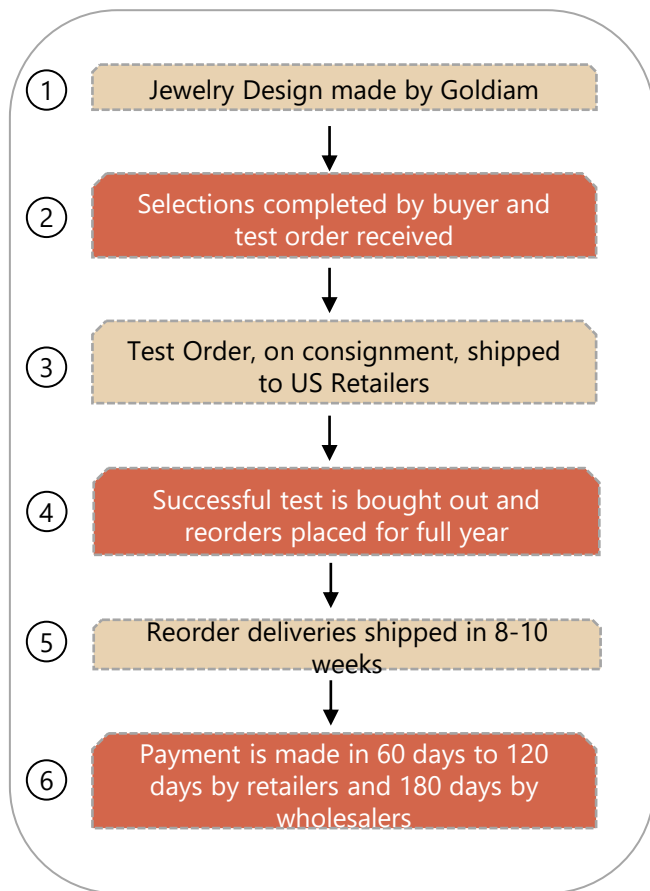 1
Jewelry Design made by Goldiam
2
Selections completed by buyer and
test order received
3
Test Order, on consignment, shipped
to US Retailers
4
Successful test is bought out and
reorders placed for full year
5
Reorder deliveries shipped in 8-10
weeks
6
Payment is made in 60 days to 120
days by retailers and 180 days by
wholesalers